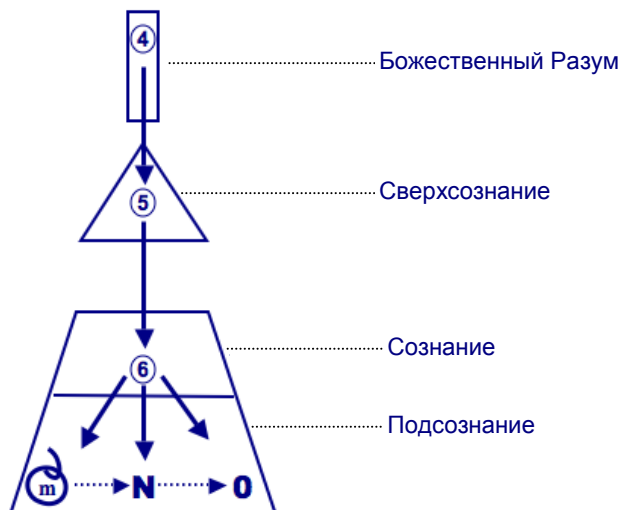 ④
Божественный Разум
⑤
Сверхсознание
Сознание
⑥
Подсознание
m N 0